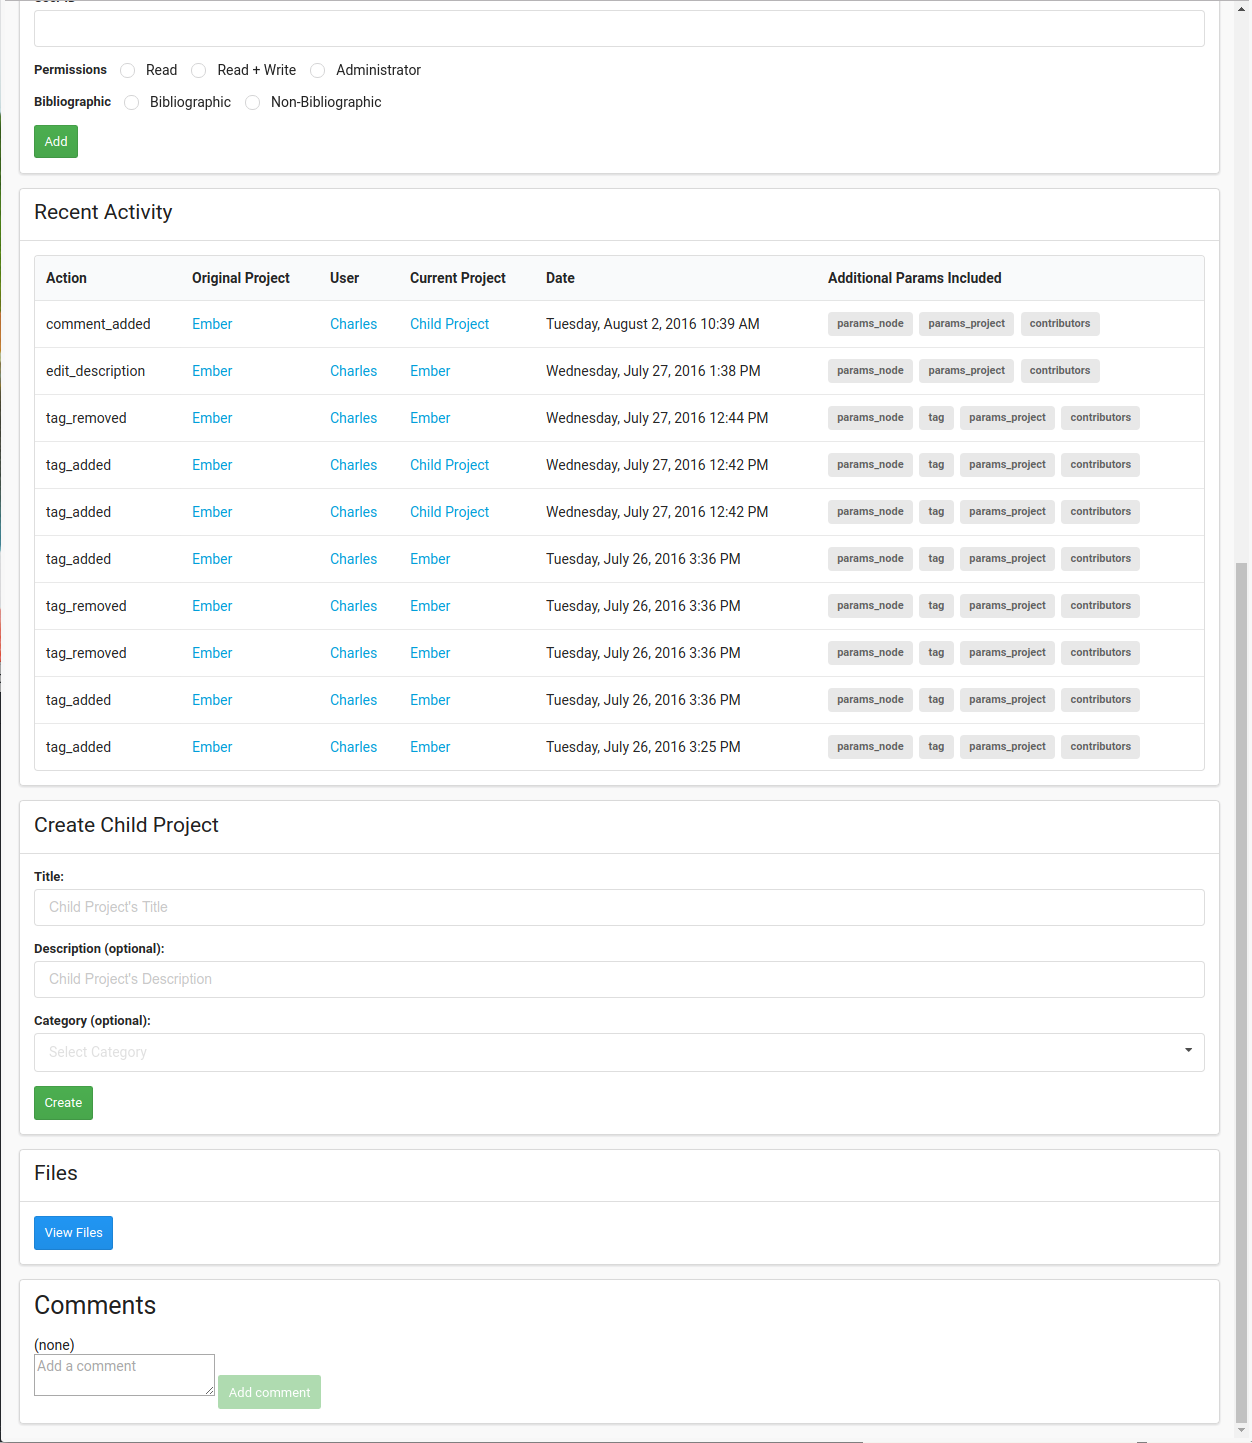 Permissions Read Read + Write Administrator
Bibliographic Bibliographic Non-Bibliographic
Add
Recent Activity
Action Original Project User Current Project Date Additional Params Included
comment_added Ember Charles Child Project Tuesday, August 2, 2016 10:39 AM params_node params_project contributors
edit_description Ember Charles Ember Wednesday, July 27, 2016 1:38 PM params_node params_project contributors
tag_removed Ember Charles Ember Wednesday, July 27, 2016 12:44 PM params_node tag params_project contributors
tag_added Ember Charles Child Project Wednesday, July 27, 2016 12:42 PM params_node tag params_project contributors
tag_added Ember Charles Child Project Wednesday, July 27, 2016 12:42 PM params_node tag params_project contributors
tag_added Ember Charles Ember Tuesday, July 26, 2016 3:36 PM params_node tag params_project contributors
tag_removed Ember Charles Ember Tuesday, July 26, 2016 3:36 PM params_node tag params_project contributors
tag_removed Ember Charles Ember Tuesday, July 26, 2016 3:36 PM params_node tag params_project contributors
tag_added Ember Charles Ember Tuesday, July 26, 2016 3:36 PM params_node tag params_project contributors
tag_added Ember Charles Ember Tuesday, July 26, 2016 3:25 PM params_node tag params_project contributors
Create Child Project
Title:
Child Project's Title
Description (optional):
Child Project's Description
Category (optional):
Select Category
Create
Files
View Files
Comments
(none)
Add a comment
Add comment